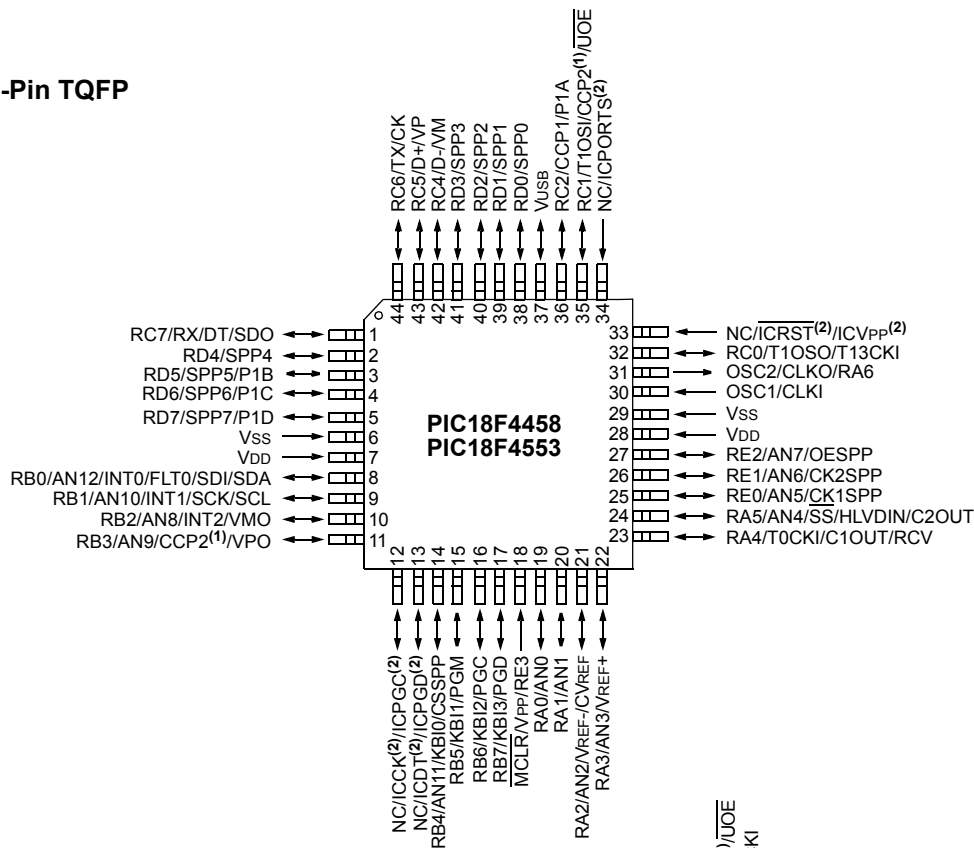 -Pin TQFP
RC6/TX/CK
RC5/D+/VP
RC4/D-/VM
RD3/SPP3
RD2/SPP2
RD1/SPP1
RD0/SPP0
VUSB
RC2/CCP1/P1A
RC1/T1OSI/CCP2(1)/UOE
NC/ICPORTS(2)
44
43
42
41
40
39
38
37
36
35
34
RC7/RX/DT/SDO 1
RD4/SPP4 2
RD5/SPP5/P1B 3
RD6/SPP6/P1C 4
RD7/SPP7/P1D 5
VSS 6
VDD 7
RB0/AN12/INT0/FLT0/SDI/SDA 8
RB1/AN10/INT1/SCK/SCL 9
RB2/AN8/INT2/VMO 10
RB3/AN9/CCP2(1)/VPO 11
PIC18F4458
PIC18F4553
33 NC/ICRST(2)/ICVPP(2)
32 RC0/T1OSO/T13CKI
31 OSC2/CLKO/RA6
30 OSC1/CLKI
29 VSS
28 VDD
27 RE2/AN7/OESPP
26 RE1/AN6/CK2SPP
25 RE0/AN5/CK1SPP
24 RA5/AN4/SS/HLVDIN/C2OUT
23 RA4/T0CKI/C1OUT/RCV
12
13
14
15
16
17
18
19
20
21
22
NC/ICCK(2)/ICPGC(2)
NC/ICDT(2)/ICPGD(2)
RB4/AN11/KBI0/CSSPP
RB5/KBI1/PGM
RB6/KBI2/PGC
RB7/KBI3/PGD
MCLR/VPP/RE3
RA0/AN0
RA1/AN1
RA2/AN2/VREF-/CVREF
RA3/AN3/VREF+
/UOE
KI